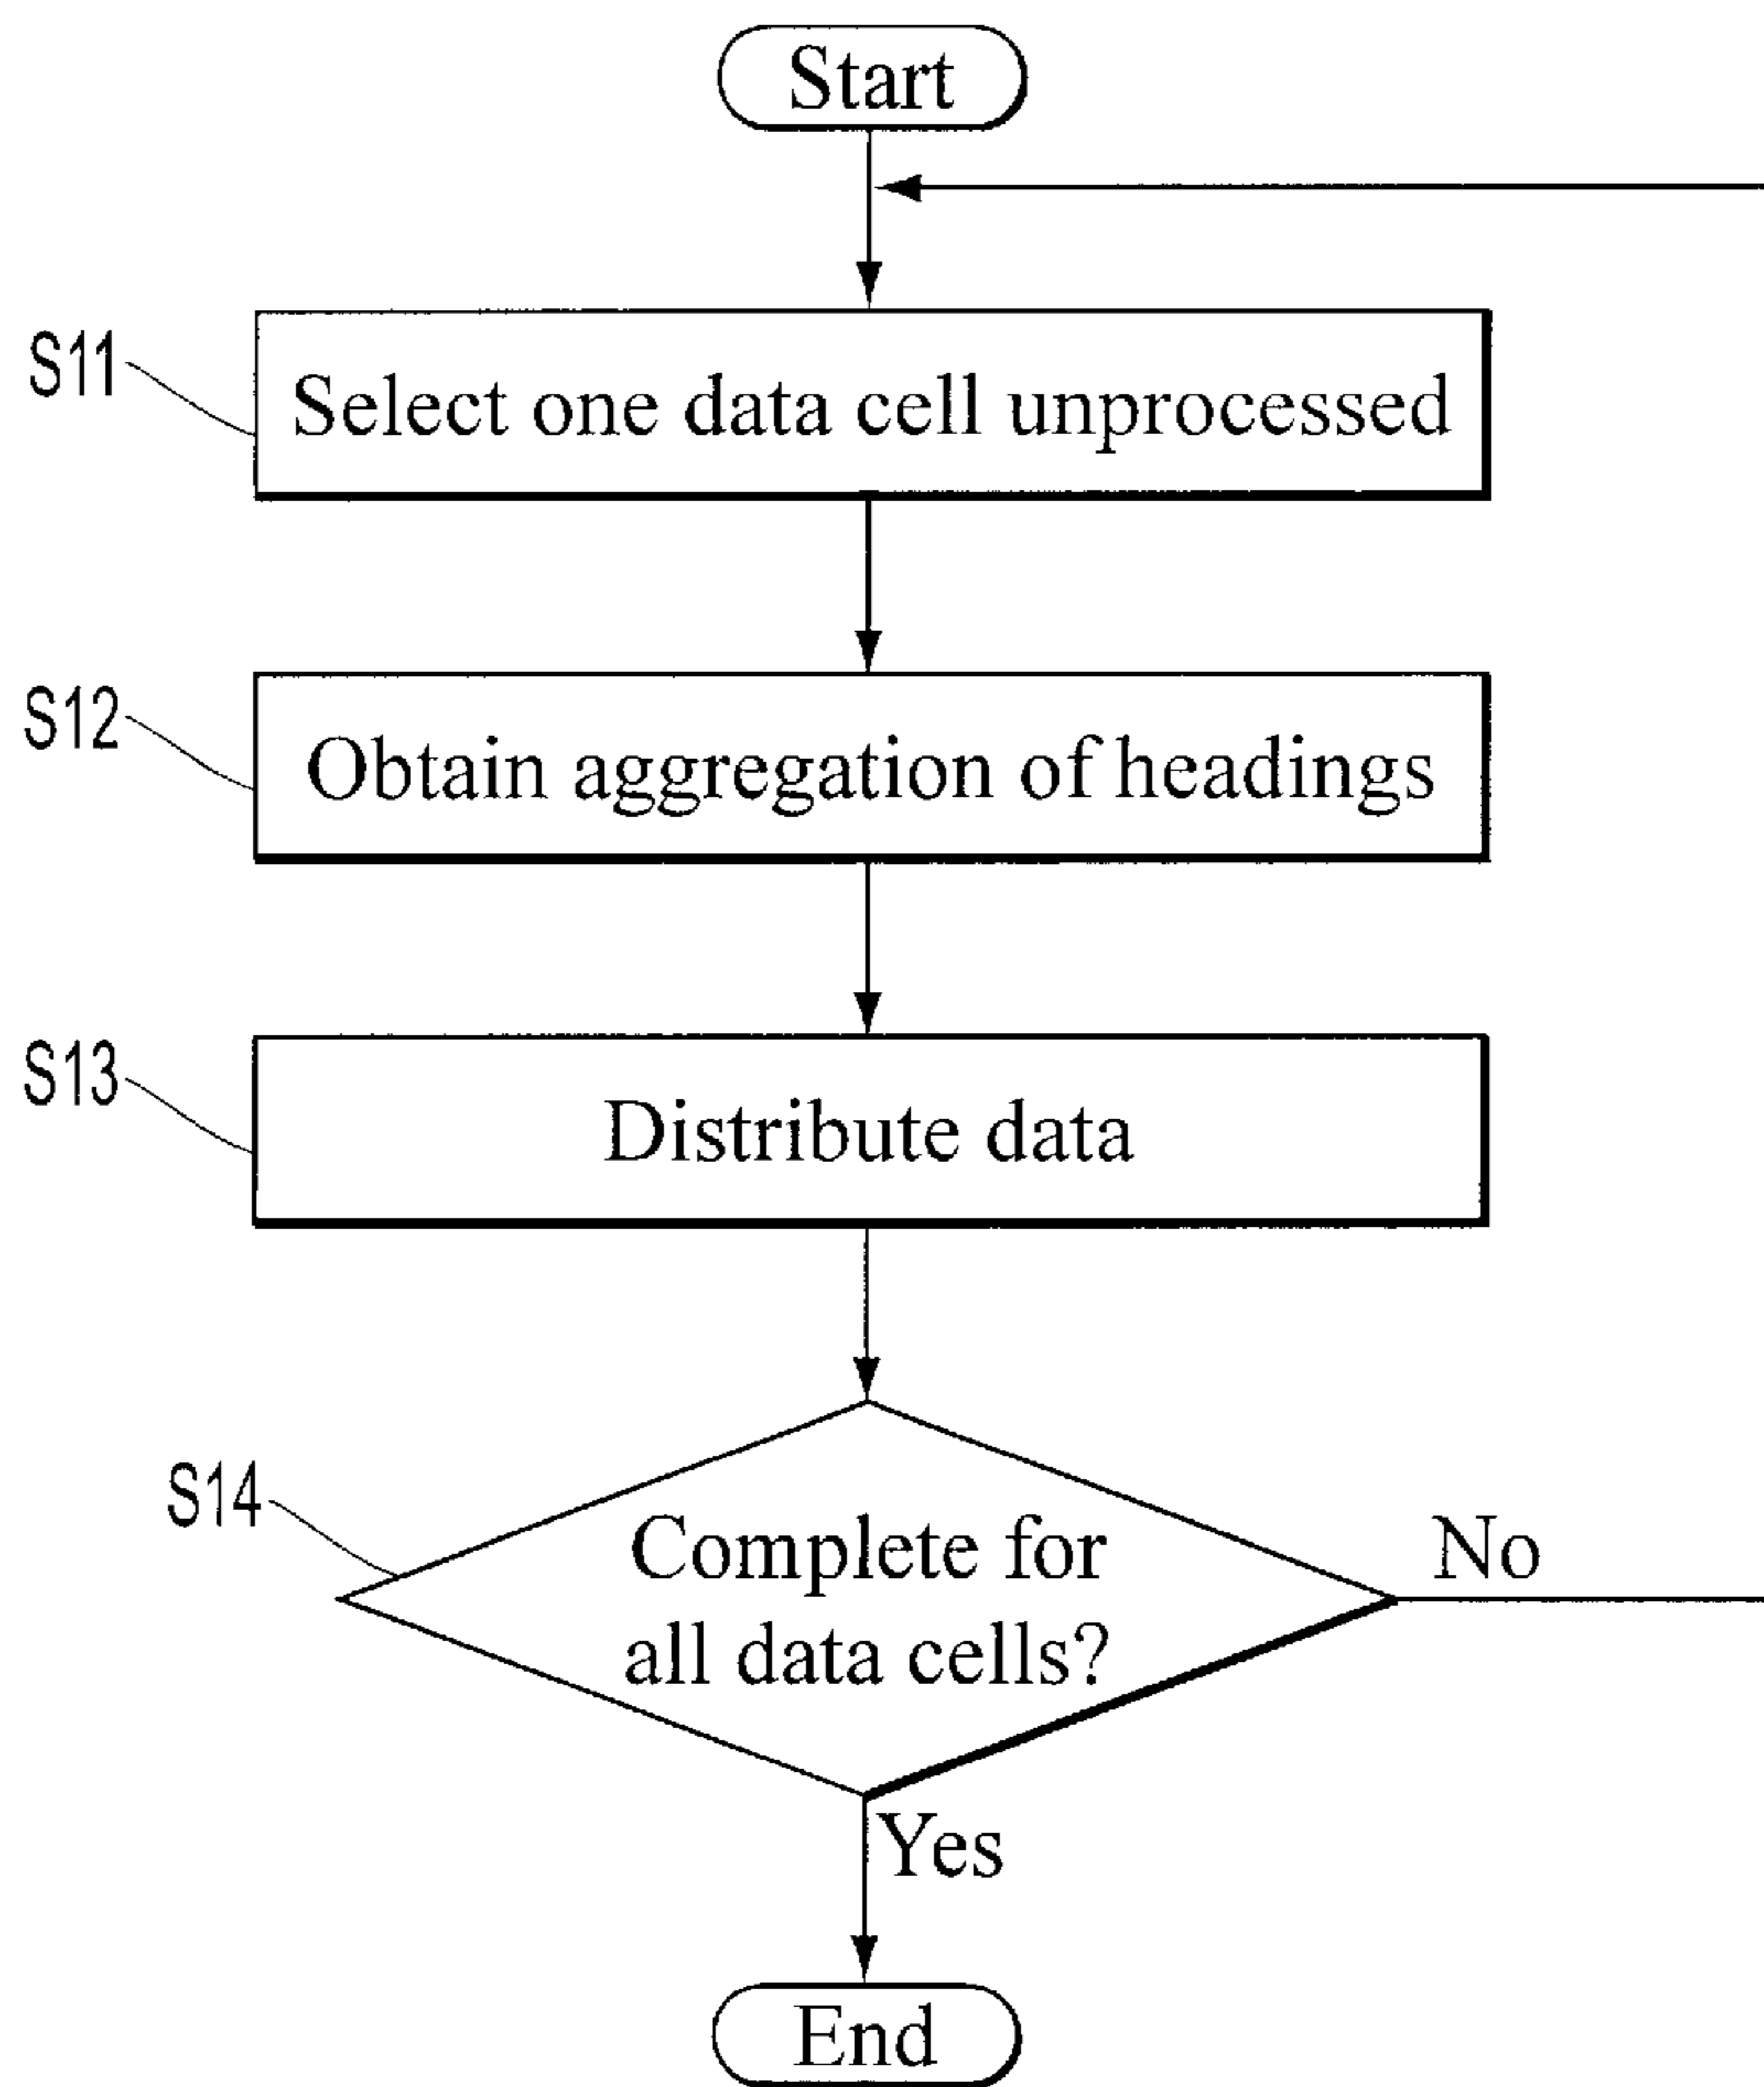 Start
S11
Select one data cell unprocessed
S12
Obtain aggregation of headings
S13
Distribute data
S14
Complete for
all data cells?
No
Yes
End